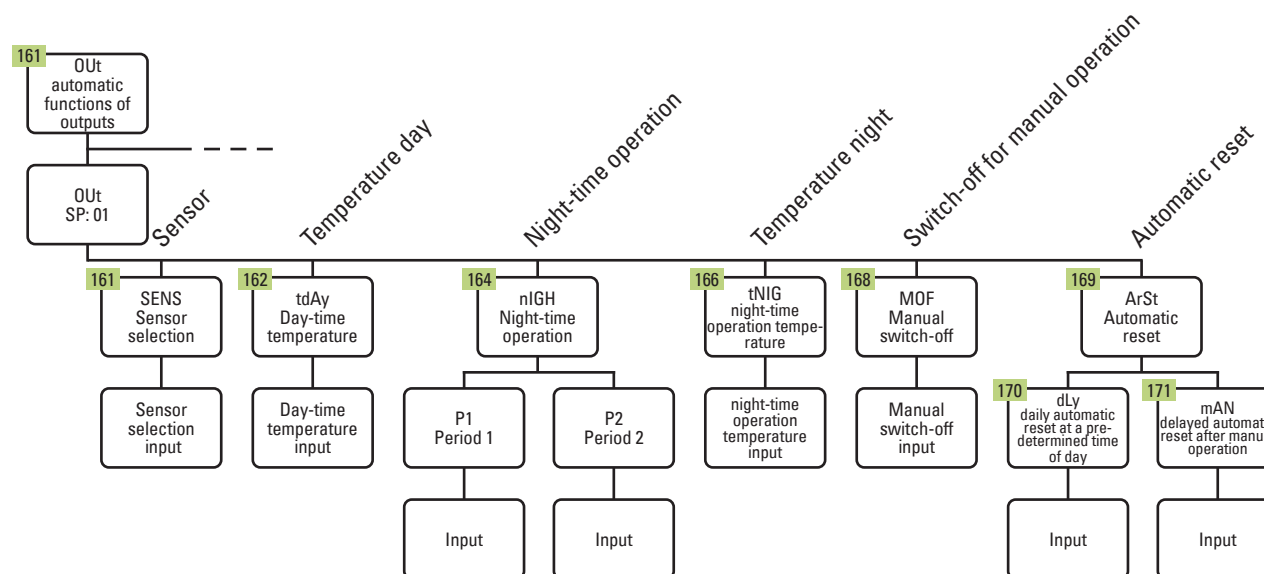 161
OUt
automatic
functions of
outputs
OUt
SP: 01
Sensor
Temperature day
Night-time operation
Temperature night
Switch-off for manual operation
Automatic reset
161
SENS
Sensor
selection
162
tdAy
Day-time
temperature
164
nIGH
Night-time
operation
166
tNIG
night-time
operation tempe-
rature
168
MOF
Manual
switch-off
169
ArSt
Automatic
reset
Sensor
selection
input
Day-time
temperature
input
P1
Period 1
P2
Period 2
night-time
operation
temperature
input
Manual
switch-off
input
170
dLy
daily automatic
reset at a pre-
determined time
of day
171
mAN
delayed automat
reset after manu
operation
Input
Input
Input
Input